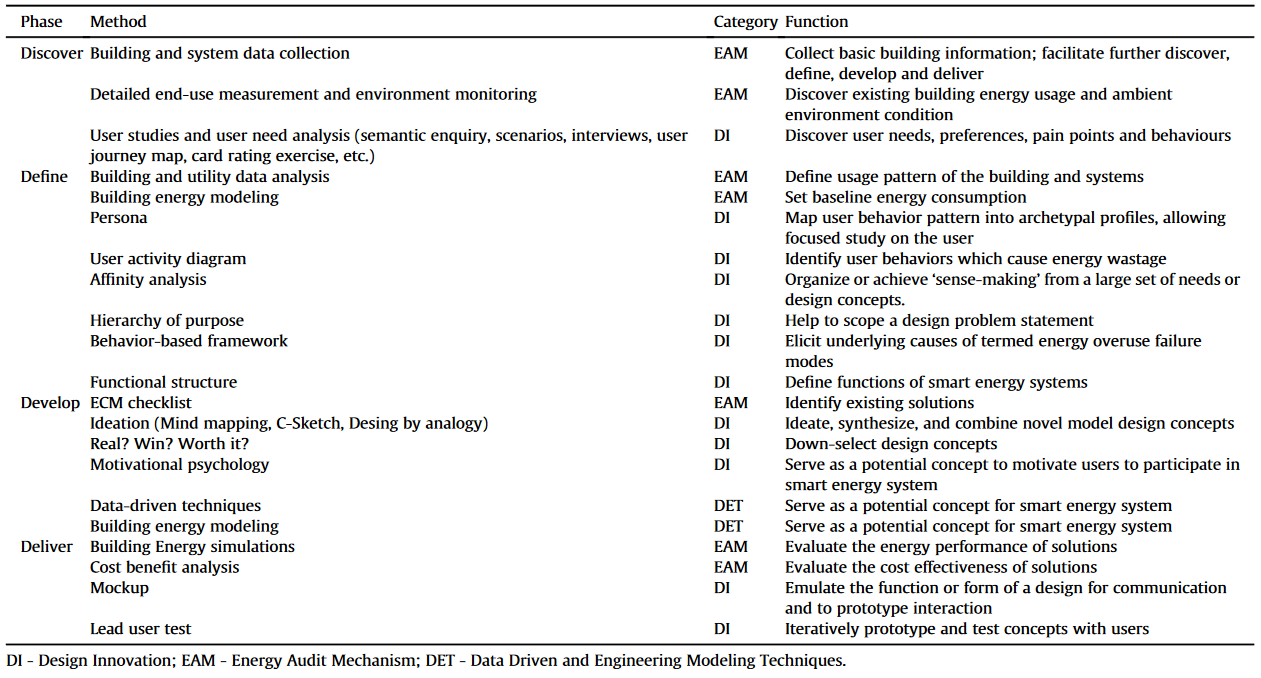 Phase Method Category Function
Discover Building and system data collection EAM Collect basic building information; facilitate further discover,
define, develop and deliver
Detailed end-use measurement and environment monitoring EAM Discover existing building energy usage and ambient
environment condition
User studies and user need analysis (semantic enquiry, scenarios, interviews, user DI Discover user needs, preferences, pain points and behaviours
journey map, card rating exercise, etc.)
Define Building and utility data analysis EAM Define usage pattern of the building and systems
Building energy modeling EAM Set baseline energy consumption
Persona DI Map user behavior pattern into archetypal profiles, allowing
focused study on the user
User activity diagram DI Identify user behaviors which cause energy wastage
Affinity analysis DI Organize or achieve ‘sense-making’ from a large set of needs or
design concepts.
Hierarchy of purpose DI Help to scope a design problem statement
Behavior-based framework DI Elicit underlying causes of termed energy overuse failure
modes
Functional structure DI Define functions of smart energy systems
Develop ECM checklist EAM Identify existing solutions
Ideation (Mind mapping, C-Sketch, Desing by analogy) DI Ideate, synthesize, and combine novel model design concepts
Real? Win? Worth it? DI Down-select design concepts
Motivational psychology DI Serve as a potential concept to motivate users to participate in
smart energy system
Data-driven techniques DET Serve as a potential concept for smart energy system
Building energy modeling DET Serve as a potential concept for smart energy system
Deliver Building Energy simulations EAM Evaluate the energy performance of solutions
Cost benefit analysis EAM Evaluate the cost effectiveness of solutions
Mockup DI Emulate the function or form of a design for communication
and to prototype interaction
Lead user test DI Iteratively prototype and test concepts with users
DI - Design Innovation; EAM - Energy Audit Mechanism; DET - Data Driven and Engineering Modeling Techniques.